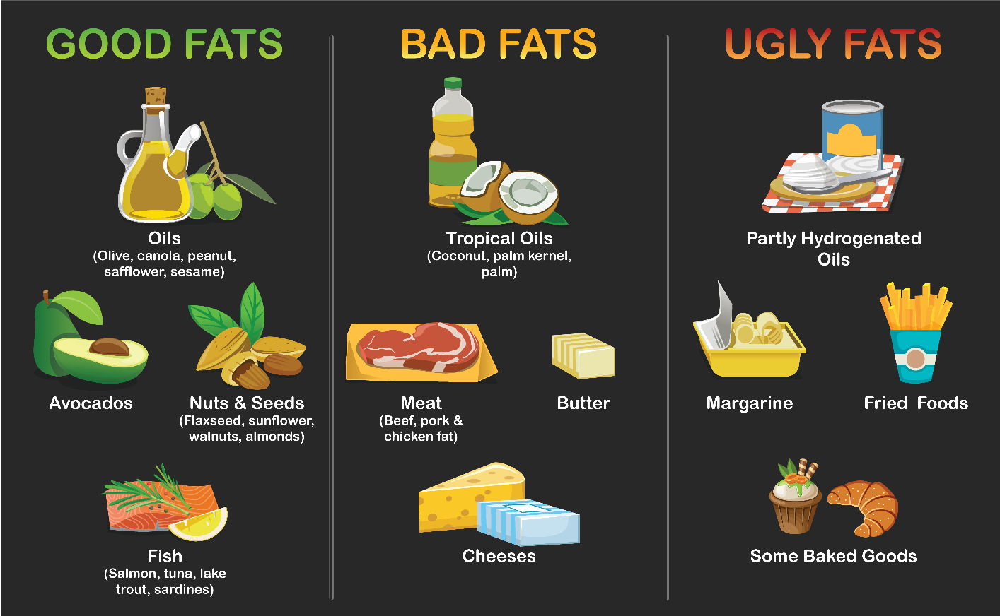 GOOD FATS
Oils
(Olive, canola, peanut,
safflower, sesame)
Avocados
Nuts & Seeds
(Flaxseed, sunflower,
walnuts, almonds)
Fish
(Salmon, tuna, lake
trout, sardines)
BAD FATS
Tropical Oils
(Coconut, palm kernel,
palm)
Meat
(Beef, pork &
chicken fat)
Butter
Cheeses
UGLY FATS
Partly Hydrogenated
Oils
Margarine
Fried Foods
Some Baked Goods